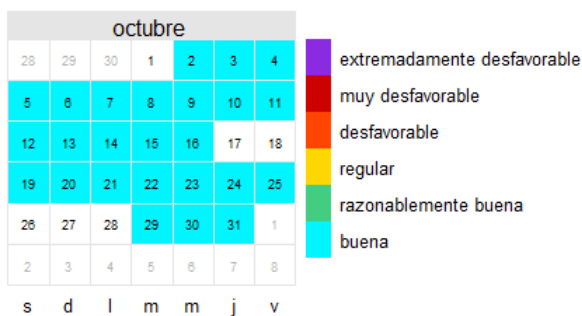 octubre
28 29 30 1 2 3 4
5 6 7 8 9 10 11
12 13 14 15 16 17 18
19 20 21 22 23 24 25
26 27 28 29 30 31 1
2 3 4 5 6 7 8
s d l m m j v
extremadamente desfavorable
muy desfavorable
desfavorable
regular
razonablemente buena
buena